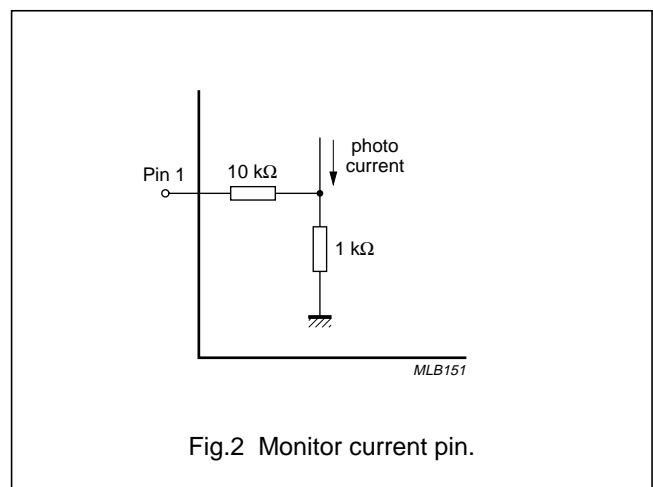 photo
current
Pin 1
10 kΩ
1 kΩ
MLB151
Fig.2 Monitor current pin.